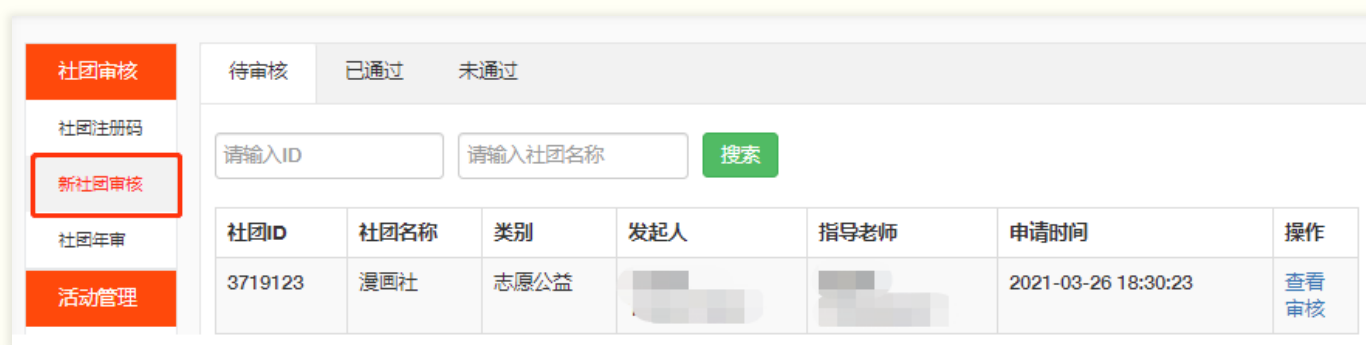 社团审核
待审核 已通过 未通过
社团注册码
请输入ID 请输入社团名称 搜索
新社团审核
社团年审
社团ID 社团名称 类别 发起人 指导老师 申请时间 操作
3719123 漫画社 志愿公益 2021-03-26 18:30:23 查看
审核
活动管理